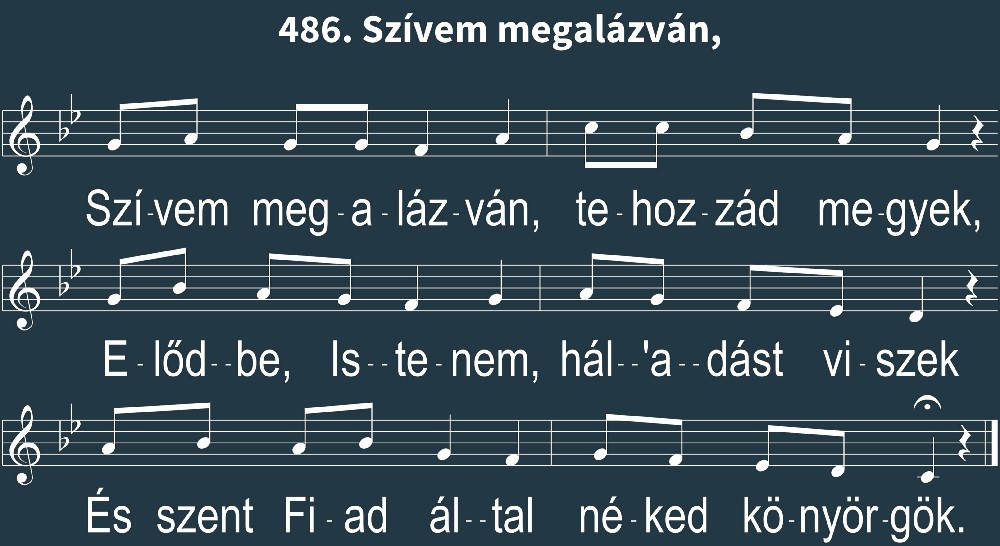 486. Szívem megalázván,
Szí-vem meg-a-láz-ván, te-hoz-zád me-gyek,
E-lőd--be, Is--te-nem, hál--'a--dást vi-szek
És szent Fi-ad ál--tal né-ked kö-nyör-gök.